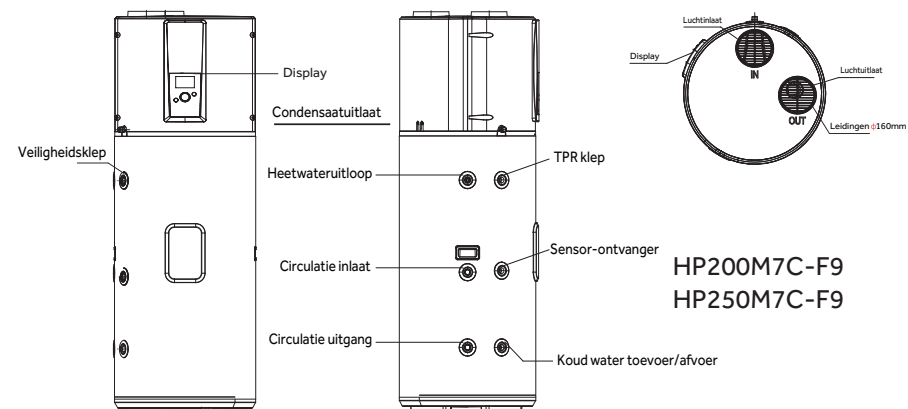 Display
Condensaatuitlaat
Veiligheidsklep
Heetwateruitloop
TPR klep
Circulatie inlaat
Sensor-ontvanger
Circulatie uitgang
Koud water toevoer/afvoer
Luchtinlaat
Display
Luchtuitlaat
IN
OUT
Leidingen ϕ160mm
HP200M7C-F9
HP250M7C-F9